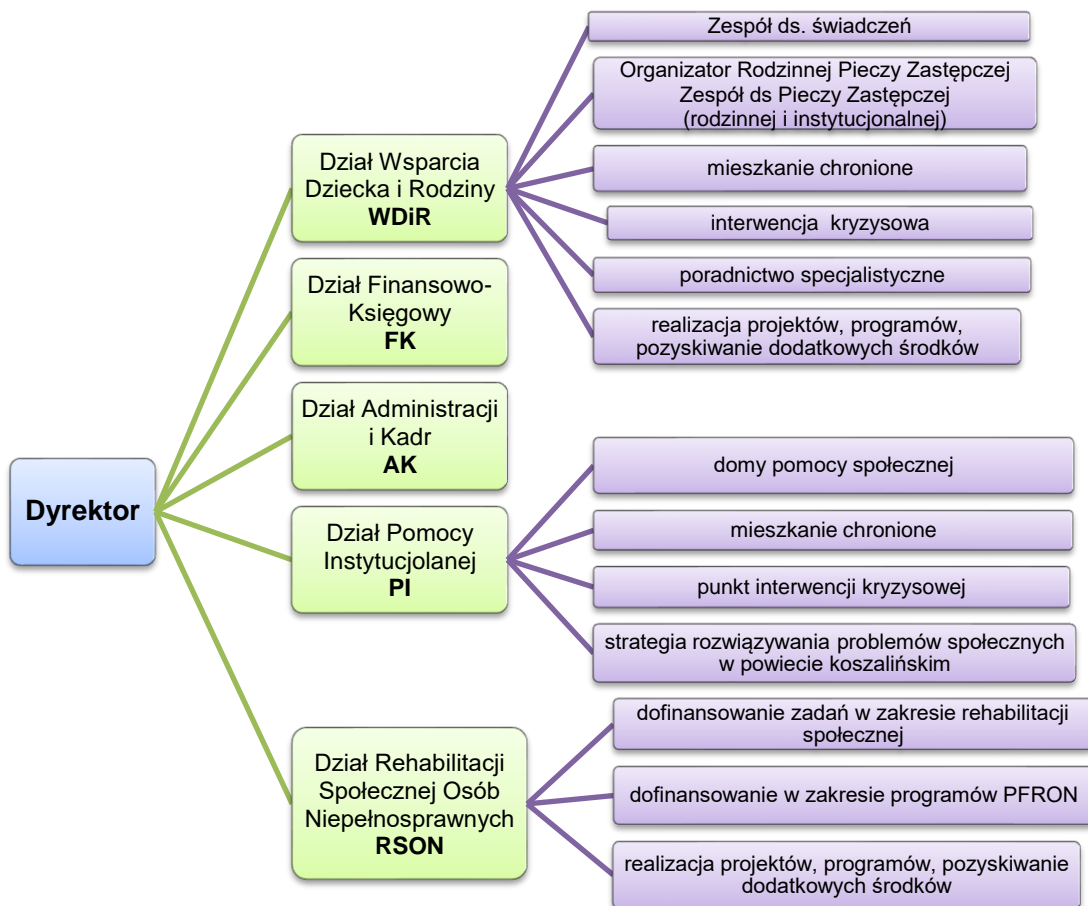 Dyrektor
Dział Wsparcia
Dziecka i Rodziny
WDiR
Zespół ds. świadczeń
Organizator Rodzinnej Pieczy Zastępczej
Zespół ds Pieczy Zastępczej
(rodzinnej i instytucjonalnej)
mieszkanie chronione
interwencja kryzysowa
poradnictwo specjalistyczne
realizacja projektów, programów,
pozyskiwanie dodatkowych środków
Dział Finansowo-
Księgowy
FK
Dział Administracji
i Kadr
AK
Dział Pomocy
Instytucjolanej
PI
domy pomocy społecznej
mieszkanie chronione
punkt interwencji kryzysowej
strategia rozwiązywania problemów społecznych
w powiecie koszalińskim
Dział Rehabilitacji
Społecznej Osób
Niepełnosprawnych
RSON
dofinansowanie zadań w zakresie rehabilitacji
społecznej
dofinansowanie w zakresie programów PFRON
realizacja projektów, programów, pozyskiwanie
dodatkowych środków